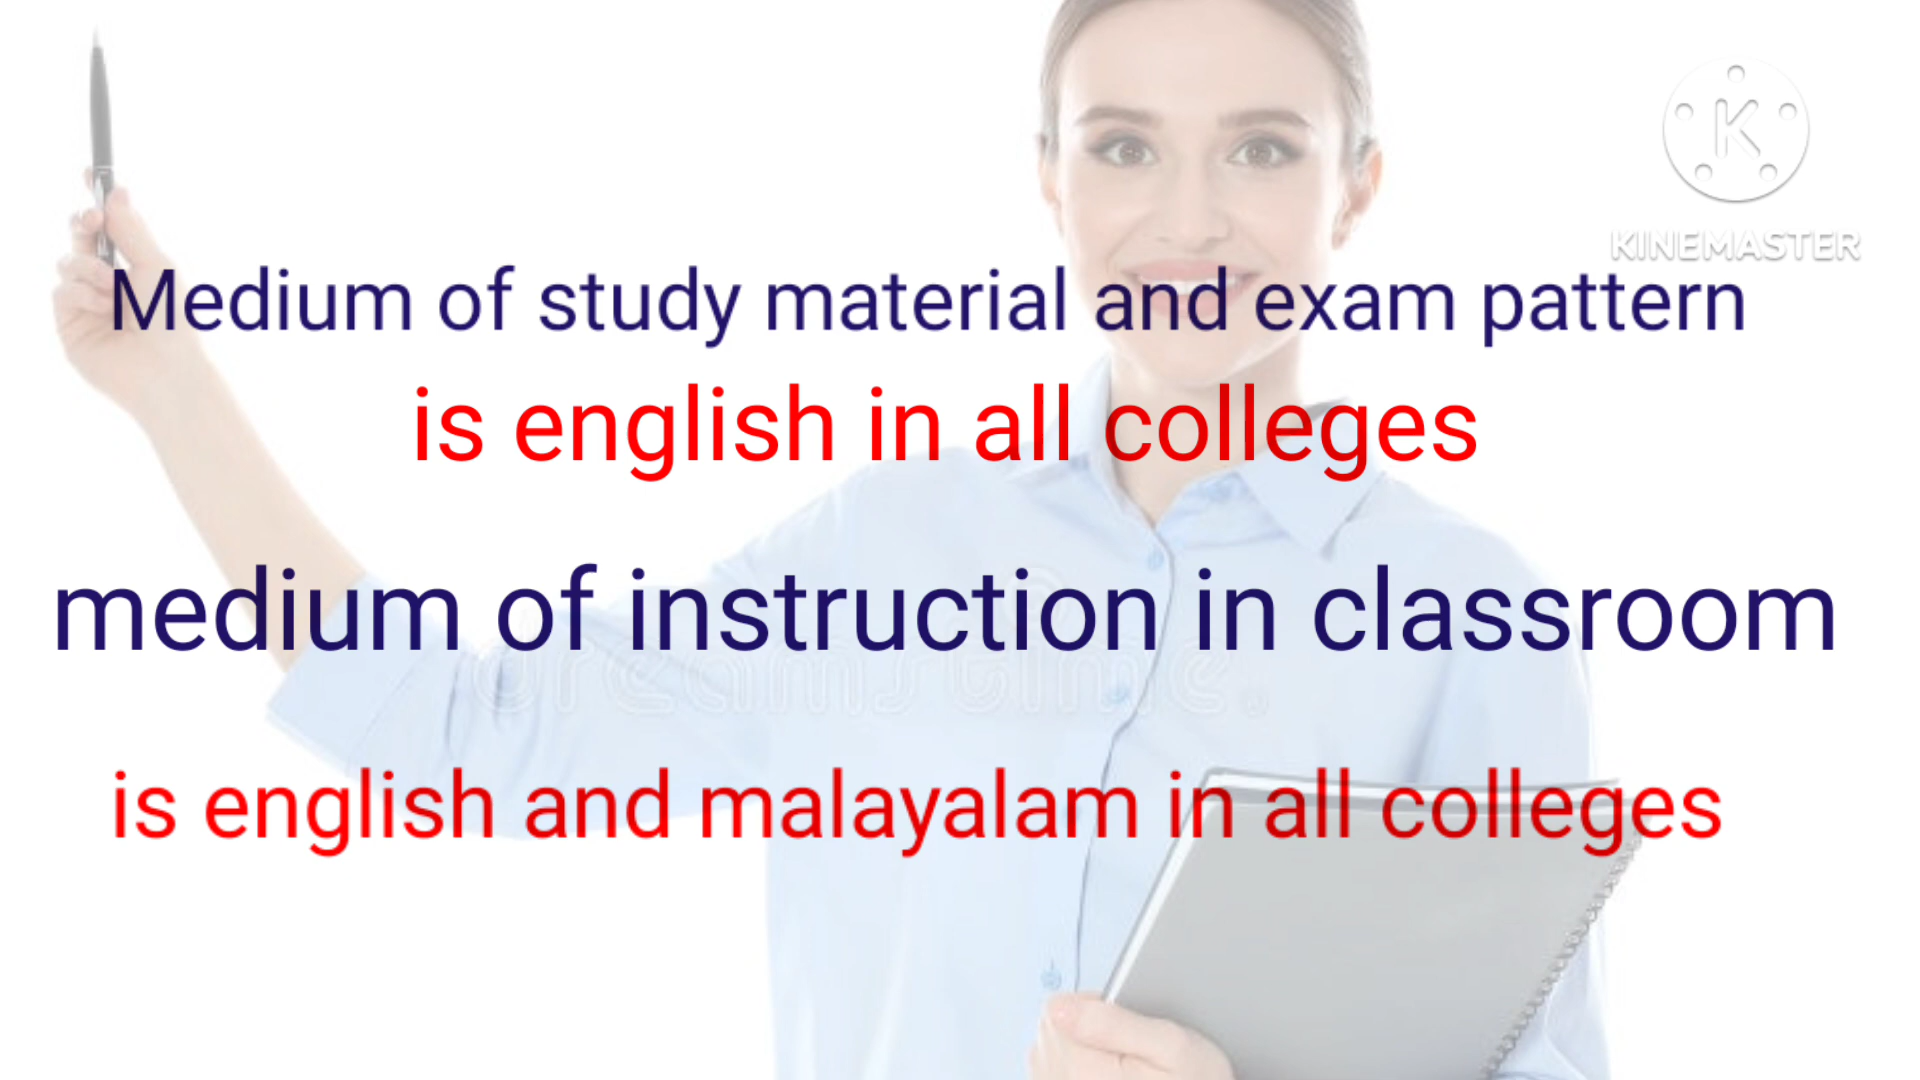 KINEMASTER
Medium of study material and exam pattern
is english in all colleges
medium of instruction in classroom
dreamstime.
is english and malayalam in all colleges